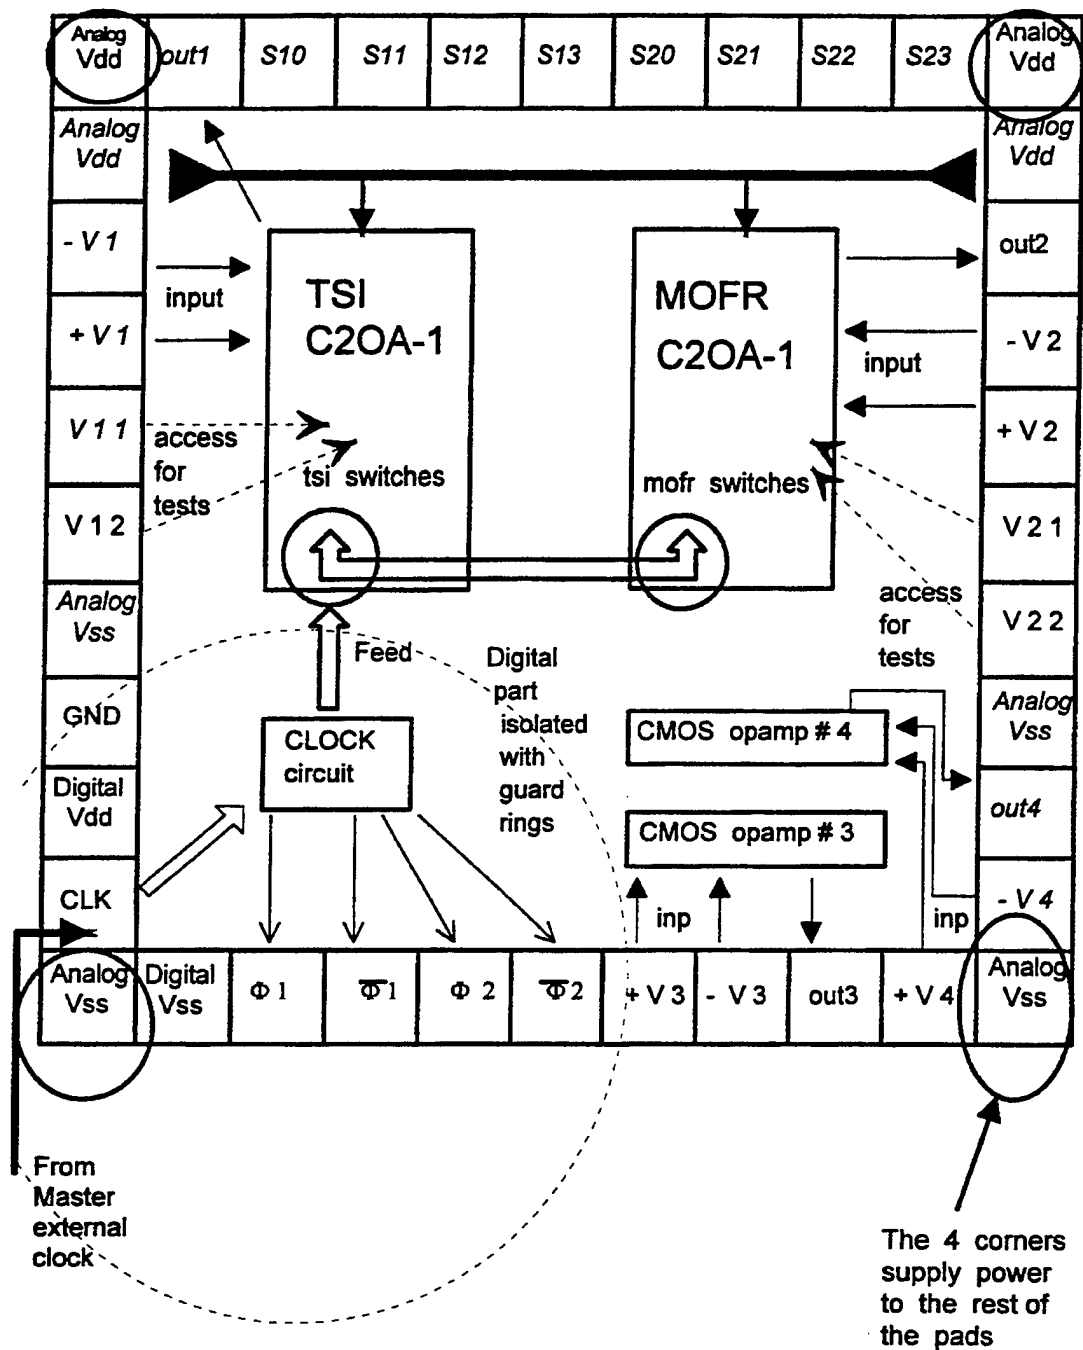 Analog
Vdd
out1
S10
S11
S12
S13
S20
S21
S22
S23
Analog
Vdd
Analog
Vdd
- V 1
+ V 1
V 1 1
V 1 2
Analog
Vss
GND
Digital
Vdd
CLK
Analog
Vss
Digital
Vss
Φ 1
Φ̅ 1
Φ 2
Φ̅ 2
+ V 3
- V 3
out3
+ V 4
Analog
Vss
Analog
Vdd
out2
- V 2
+ V 2
V 2 1
V 2 2
Analog
Vss
out4
- V 4
input
TSI
C2OA-1
tsi switches
access
for
tests
MOFR
C2OA-1
mofr switches
input
access
for
tests
Feed
CLOCK
circuit
Digital
part
isolated
with
guard
rings
CMOS opamp # 4
CMOS opamp # 3
inp
inp
From
Master
external
clock
The 4 corners
supply power
to the rest of
the pads